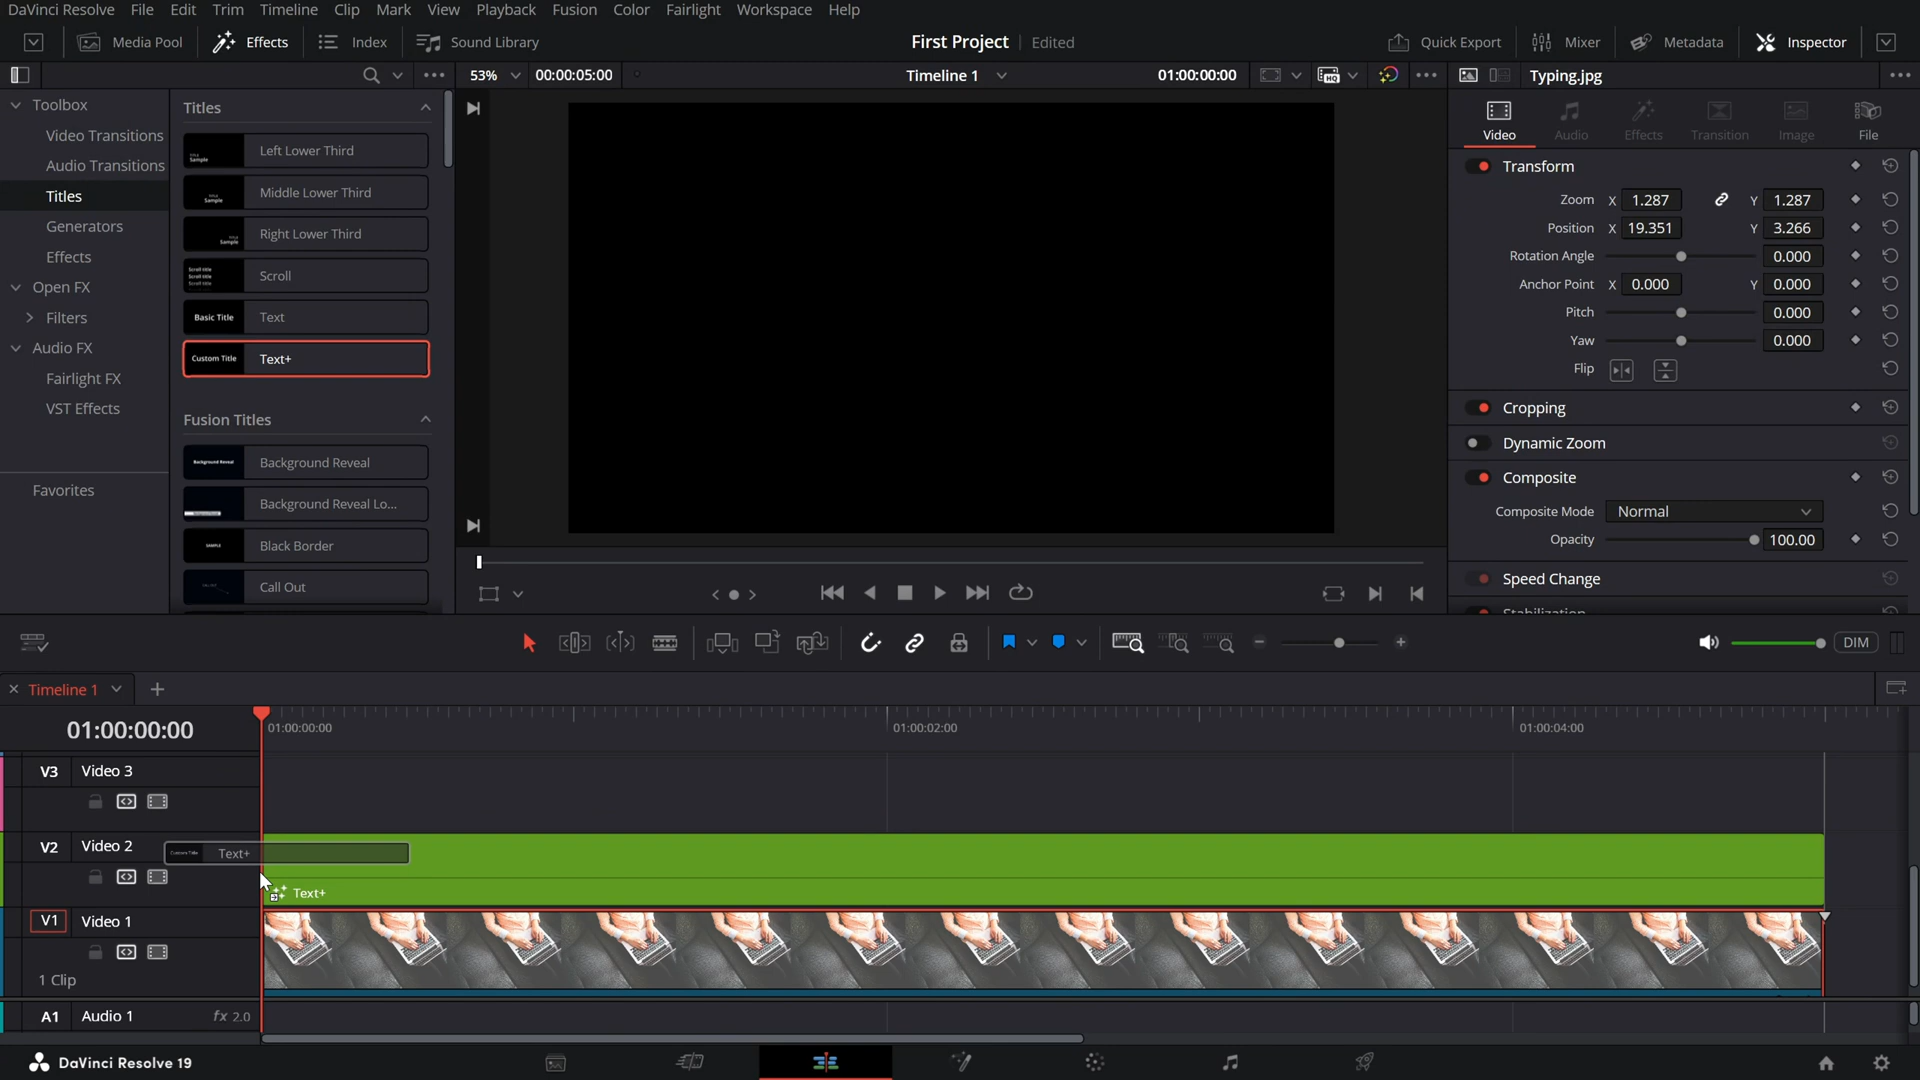 DaVinci Resolve File Edit Trim Timeline Clip Mark View Playback Fusion Color Fairlight Workspace Help
Media Pool Effects Index Sound Library First Project Edited Quick Export Mixer Metadata Inspector
53% 00:00:05:00 Timeline 1 01:00:00:00 Typing.jpg
Toolbox
Video Transitions
Audio Transitions
Titles
Generators
Effects
Open FX
Filters
Audio FX
Fairlight FX
VST Effects
Favorites
Titles
Left Lower Third
Middle Lower Third
Right Lower Third
Scroll
Basic Title Text
Custom Title Text+
Fusion Titles
Background Reveal Background Reveal
Background Reveal Lo...
Black Border
Call Out
Video Audio Effects Transition Image File
Transform
Zoom X 1.287 Y 1.287
Position X 19.351 Y 3.266
Rotation Angle 0.000
Anchor Point X 0.000 Y 0.000
Pitch 0.000
Yaw 0.000
Flip
Cropping
Dynamic Zoom
Composite
Composite Mode Normal
Opacity 100.00
Speed Change
Stabilization
DIM
Timeline 1
01:00:00:00 01:00:00:00 01:00:02:00 01:00:04:00
V3 Video 3
V2 Video 2 Custom Title Text+
Text+
V1 Video 1
1 Clip
A1 Audio 1 fx 2.0
DaVinci Resolve 19